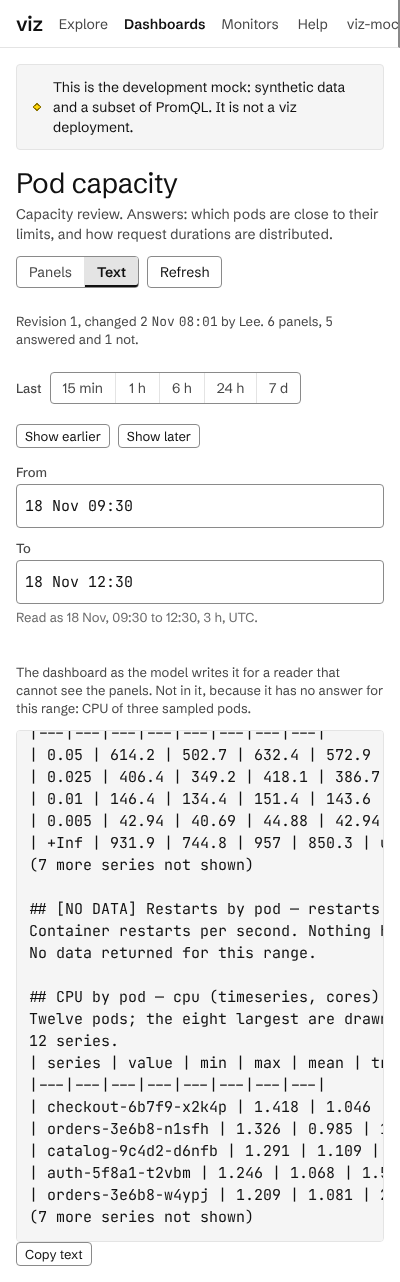 viz Explore Dashboards Monitors Help viz-moc
This is the development mock: synthetic data
and a subset of PromQL. It is not a viz
deployment.
Pod capacity
Capacity review. Answers: which pods are close to their
limits, and how request durations are distributed.
Panels Text Refresh
Revision 1, changed 2 Nov 08:01 by Lee. 6 panels, 5
answered and 1 not.
Last 15 min 1 h 6 h 24 h 7 d
Show earlier Show later
From
18 Nov 09:30
To
18 Nov 12:30
Read as 18 Nov, 09:30 to 12:30, 3 h, UTC.
The dashboard as the model writes it for a reader that
cannot see the panels. Not in it, because it has no answer for
this range: CPU of three sampled pods.
|---|---|---|---|---|---|---|
| 0.05 | 614.2 | 502.7 | 632.4 | 572.9
| 0.025 | 406.4 | 349.2 | 418.1 | 386.7
| 0.01 | 146.4 | 134.4 | 151.4 | 143.6
| 0.005 | 42.94 | 40.69 | 44.88 | 42.94
| +Inf | 931.9 | 744.8 | 957 | 850.3 |
(7 more series not shown)
## [NO DATA] Restarts by pod — restarts
Container restarts per second. Nothing
No data returned for this range.
## CPU by pod — cpu (timeseries, cores)
Twelve pods; the eight largest are drawn
12 series.
| series | value | min | max | mean | tr
|---|---|---|---|---|---|---|
| checkout-6b7f9-x2k4p | 1.418 | 1.046
| orders-3e6b8-n1sfh | 1.326 | 0.985 |
| catalog-9c4d2-d6nfb | 1.291 | 1.109 |
| auth-5f8a1-t2vbm | 1.246 | 1.068 | 1.5
| orders-3e6b8-w4ypj | 1.209 | 1.081 | 2
(7 more series not shown)
Copy text